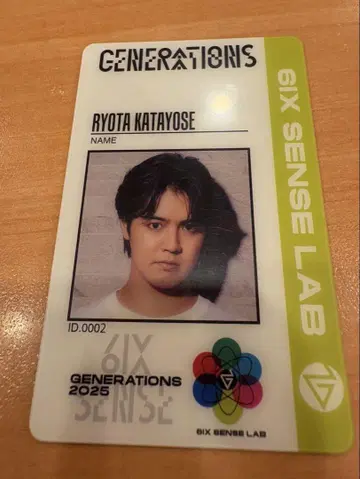 GENERATIONS
RYOTA KATAYOSE
NAME
6IX SENSE LAB
ID.0002
6IX
SENSE
GENERATIONS
2025
6IX SENSE LAB